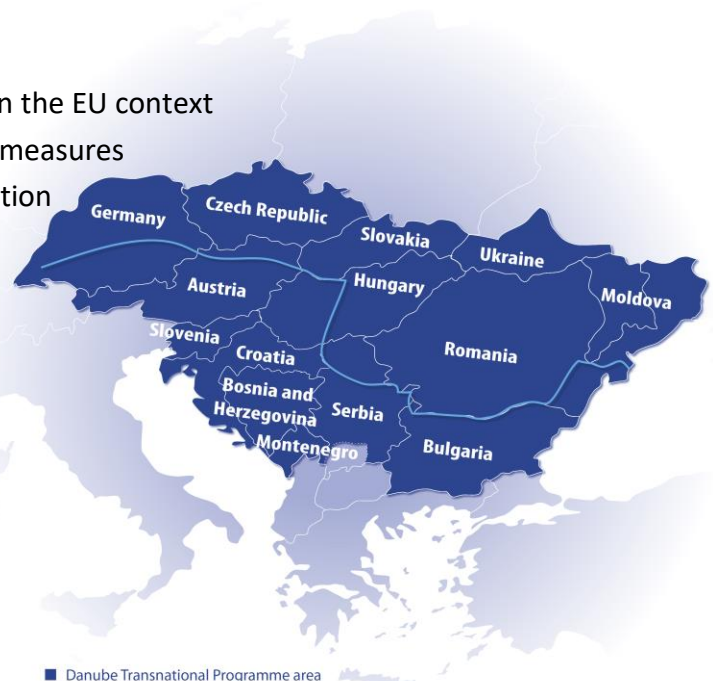 n the EU context
measures
tion
Germany
Czech Republic
Slovakia
Ukraine
Austria
Hungary
Moldova
Slovenia
Croatia
Romania
Bosnia and
Herzegovina
Serbia
Montenegro
Bulgaria
Danube Transnational Programme area